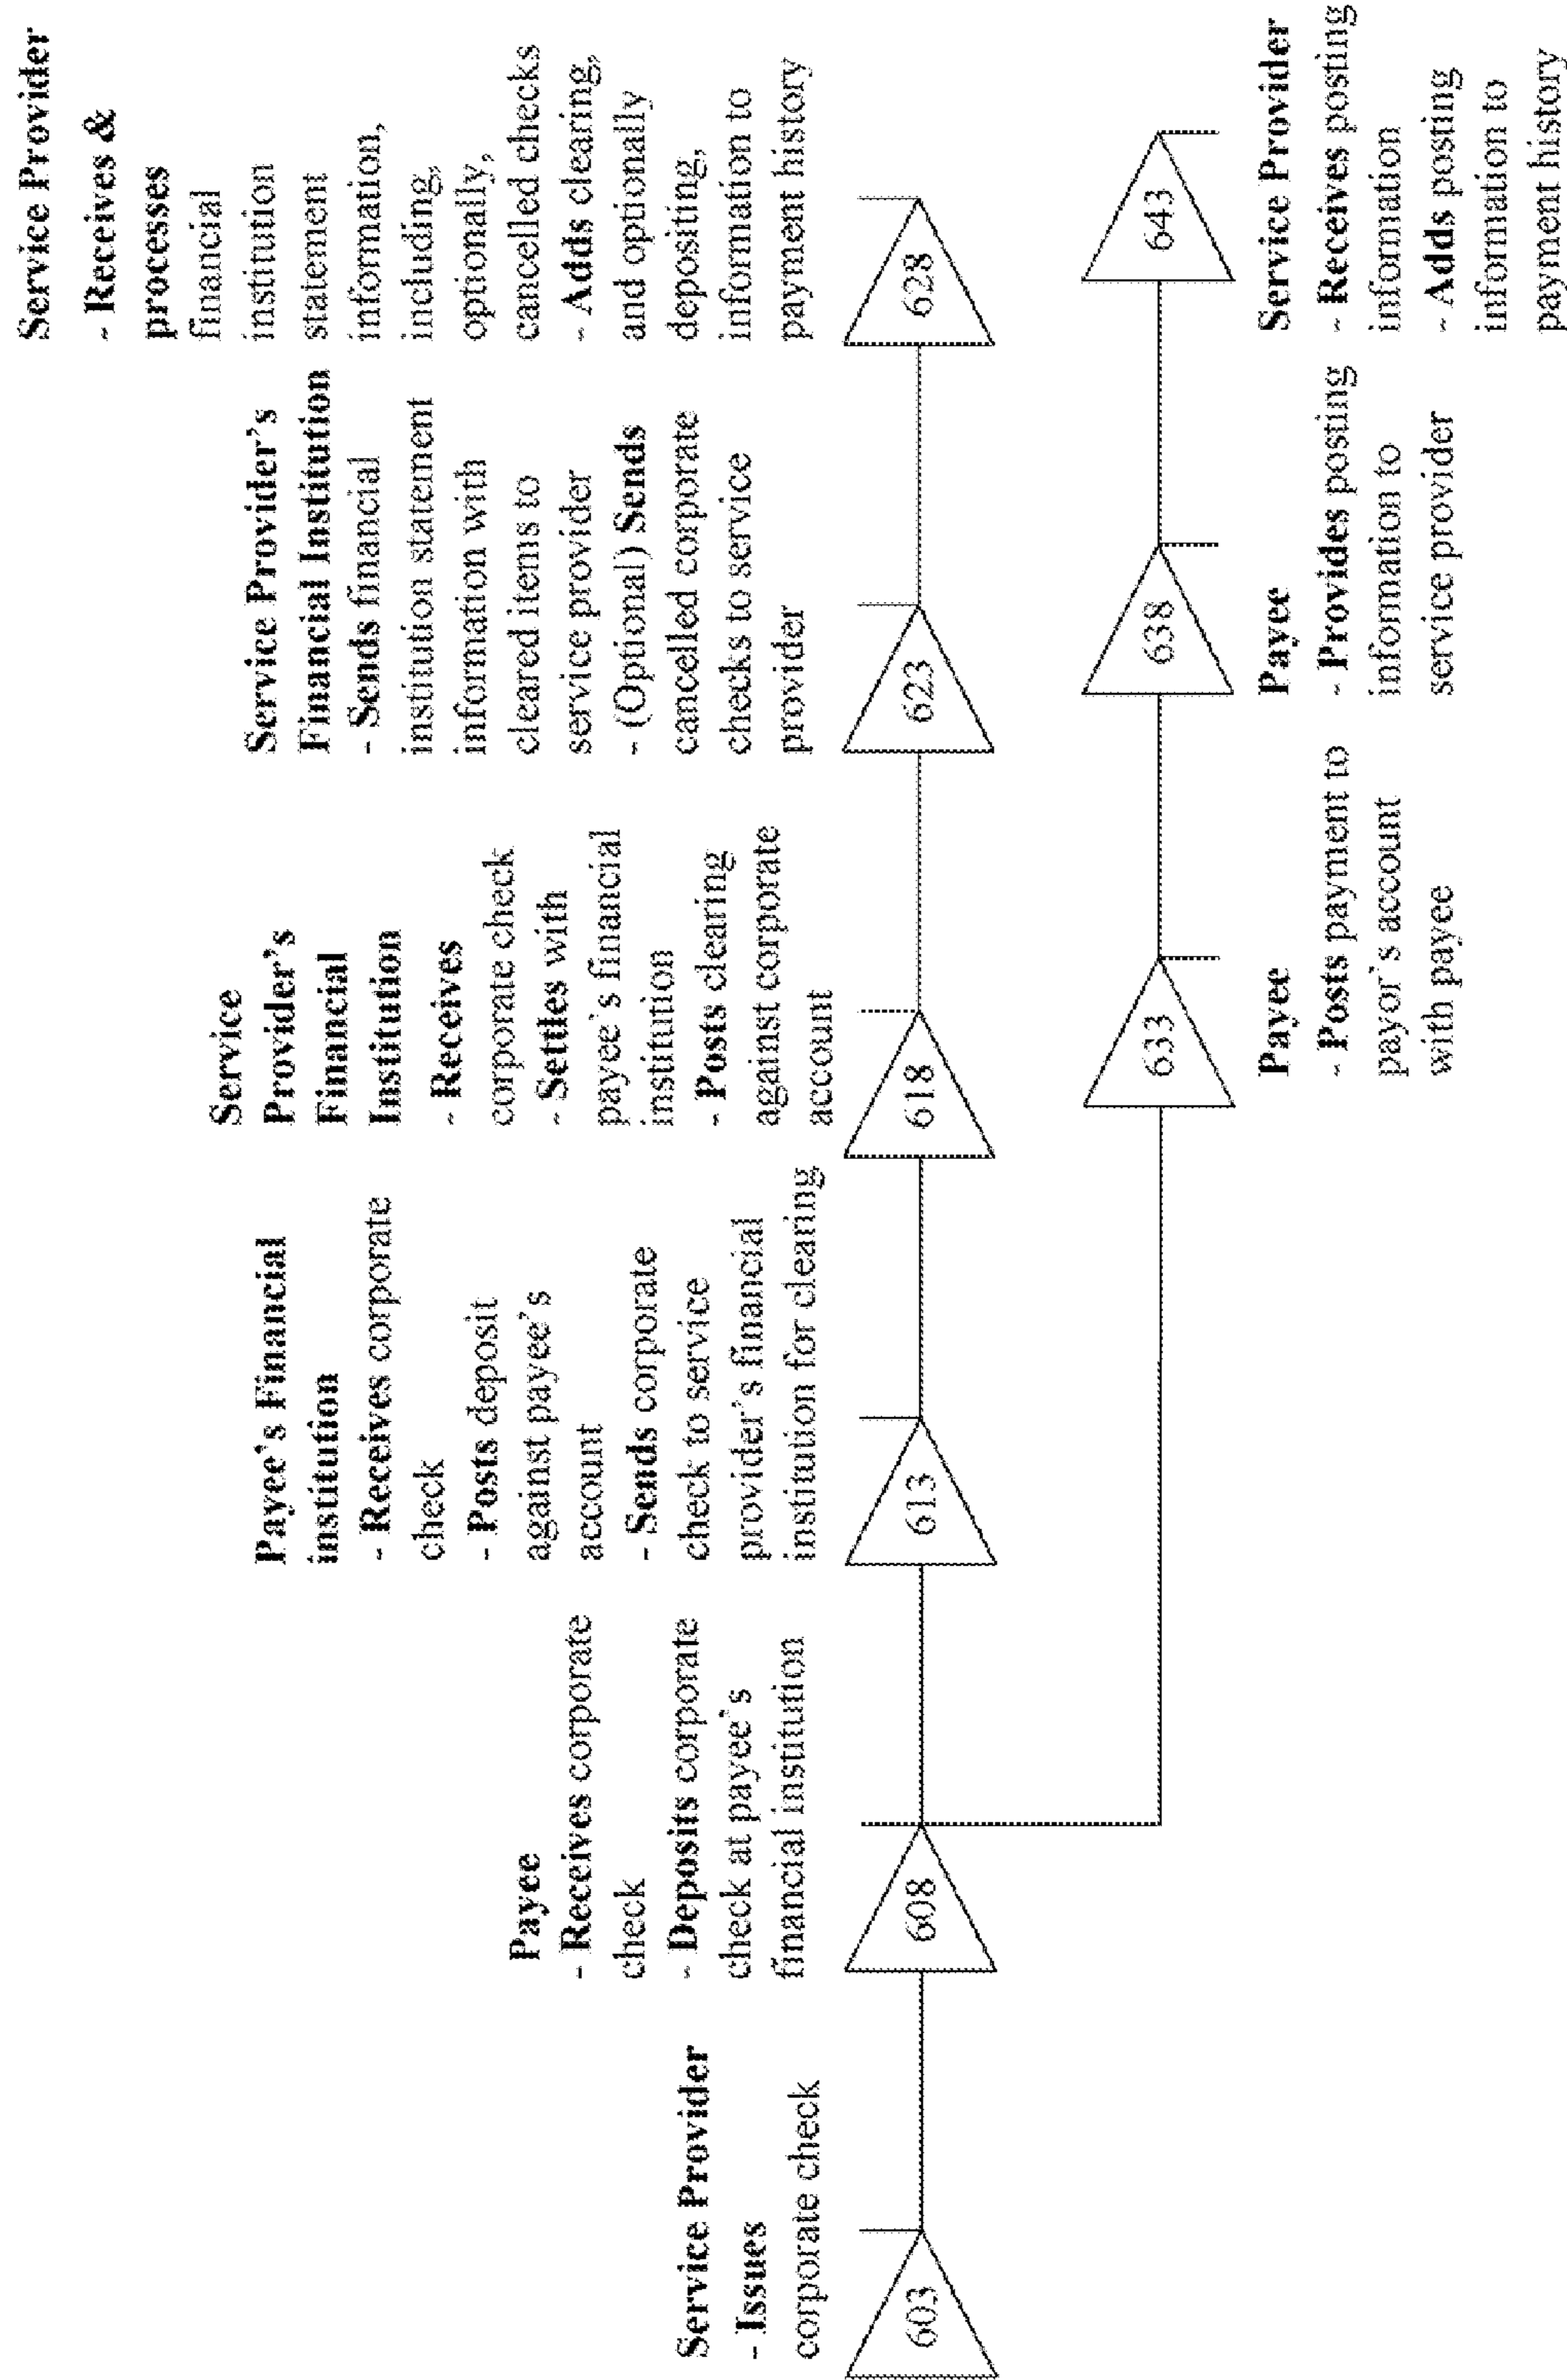 Service Provider
- Issues
corporate check
603
Payee
- Receives corporate
check
- Deposits corporate
check at payee's
financial institution
608
Payee's Financial
institution
- Receives corporate
check
- Posts deposit
against payee's
account
- Sends corporate
check to service
provider's financial
institution for clearing
613
Service
Provider's
Financial
Institution
- Receives
corporate check
- Settles with
payee's financial
institution
- Posts clearing
against corporate
account
618
Service Provider's
Financial Institution
- Sends financial
institution statement
information with
cleared items to
service provider
- (Optional) Sends
cancelled corporate
checks to service
provider
623
Service Provider
- Receives &
processes
financial
institution
statement
information,
including,
optionally,
cancelled checks
- Adds clearing,
and optionally
depositing,
information to
payment history
628
633
Payee
- Posts payment to
payor's account
with payee
638
Payee
- Provides posting
information to
service provider
643
Service Provider
- Receives posting
information
- Adds posting
information to
payment history